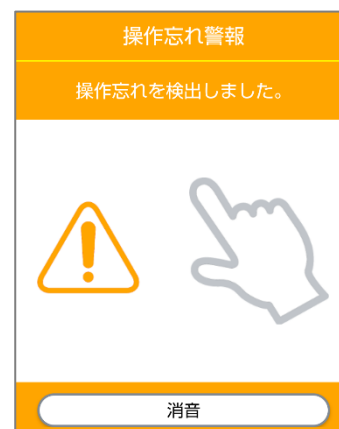 操作忘れ警報
操作忘れを検出しました。
消音